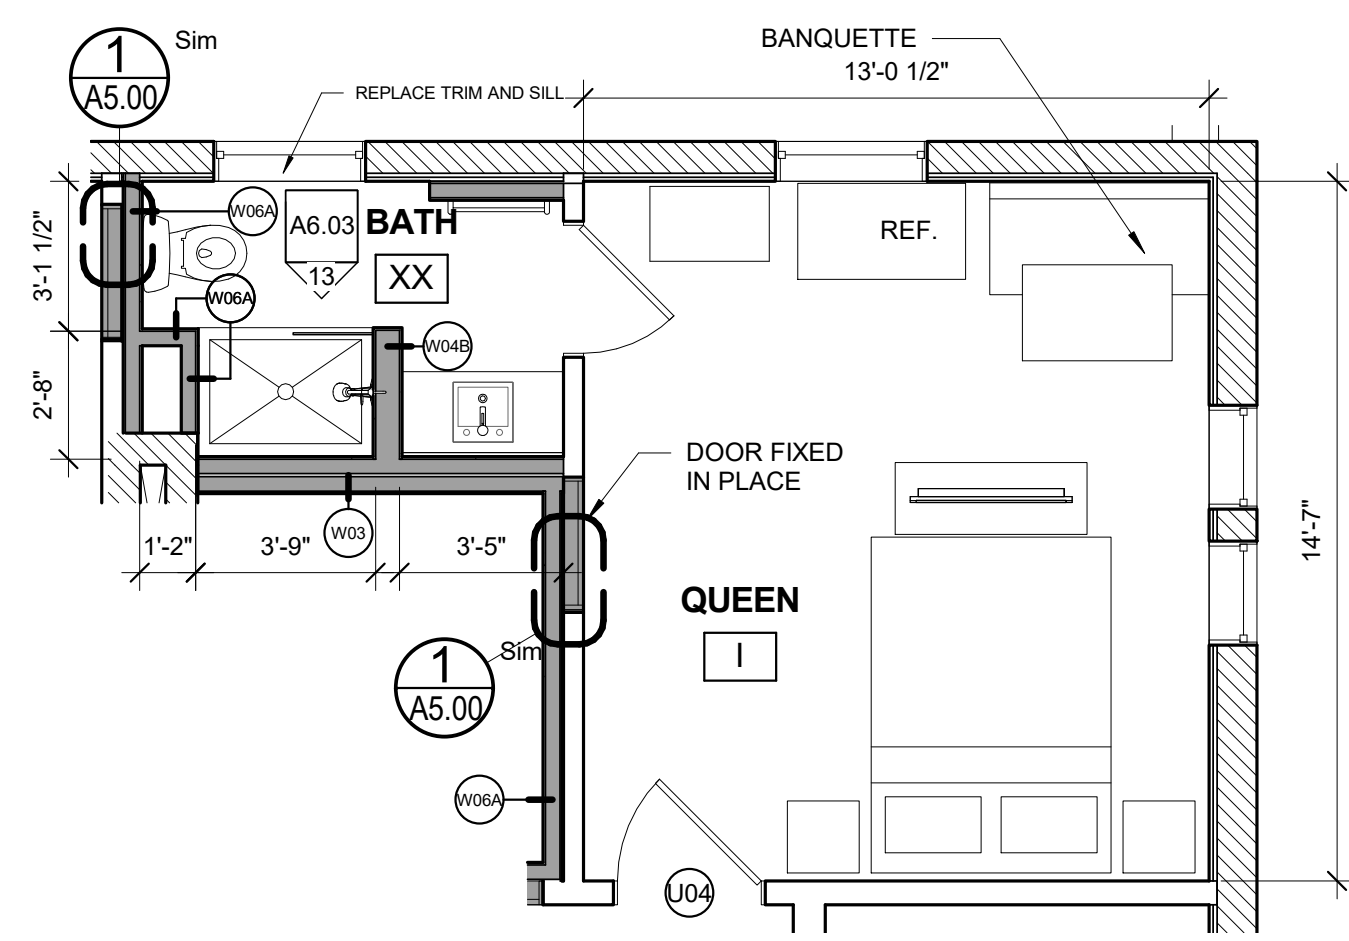 1
A5.00
Sim
BANQUETTE
13'-0 1/2"
REPLACE TRIM AND SILL
W06A
A6.03
13
BATH
XX
REF.
3'-1 1/2"
W06A
W04B
2'-8"
DOOR FIXED
IN PLACE
1'-2"
3'-9"
W03
3'-5"
14'-7"
QUEEN
I
Sim
1
A5.00
W06A
U04